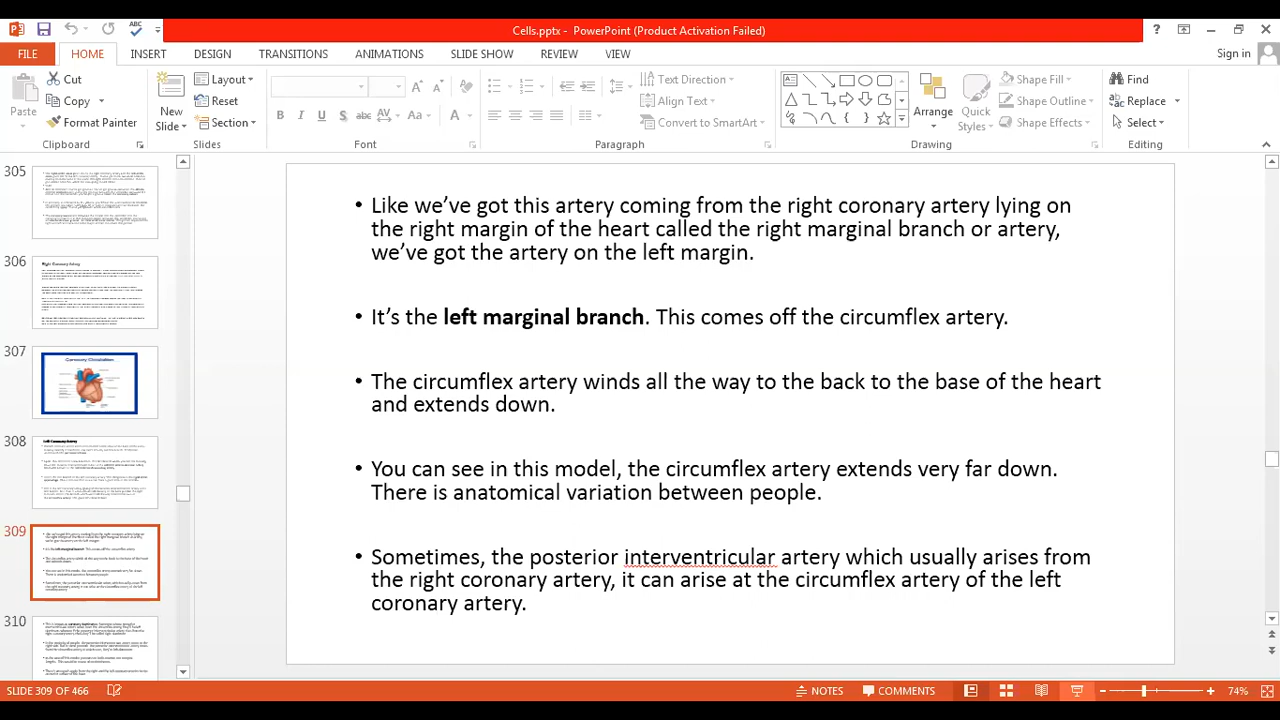 Cells.pptx - PowerPoint (Product Activation Failed)
FILE HOME INSERT DESIGN TRANSITIONS ANIMATIONS SLIDE SHOW REVIEW VIEW Sign in
Paste Cut Copy Format Painter
Clipboard
New Slide Layout Reset Section
Slides
Font
Text Direction Align Text Convert to SmartArt
Paragraph
Arrange Quick Styles Shape Fill Shape Outline Shape Effects
Drawing
Find Replace Select
Editing
305
306
Right Coronary Artery
307
Coronary Circulation
308
Left Coronary Artery
309
310
• Like we’ve got this artery coming from the right coronary artery lying on
the right margin of the heart called the right marginal branch or artery,
we’ve got the artery on the left margin.
• It’s the left marginal branch. This comes off the circumflex artery.
• The circumflex artery winds all the way to the back to the base of the heart
and extends down.
• You can see in this model, the circumflex artery extends very far down.
There is anatomical variation between people.
• Sometimes, the posterior interventricular artery which usually arises from
the right coronary artery, it can arise at the circumflex artery of the left
coronary artery.
SLIDE 309 OF 466 NOTES COMMENTS 74%